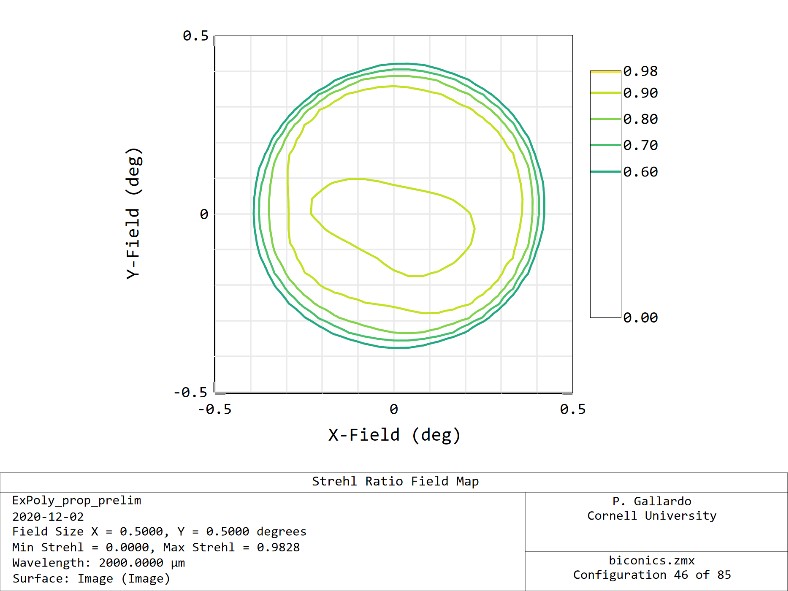 0.5
0
-0.5
Y-Field (deg)
-0.5
0
0.5
X-Field (deg)
0.98
0.90
0.80
0.70
0.60
0.00
Strehl Ratio Field Map
ExPoly_prop_prelim
2020-12-02
Field Size X = 0.5000, Y = 0.5000 degrees
Min Strehl = 0.0000, Max Strehl = 0.9828
Wavelength: 2000.0000 µm
Surface: Image (Image)
P. Gallardo
Cornell University
biconics.zmx
Configuration 46 of 85